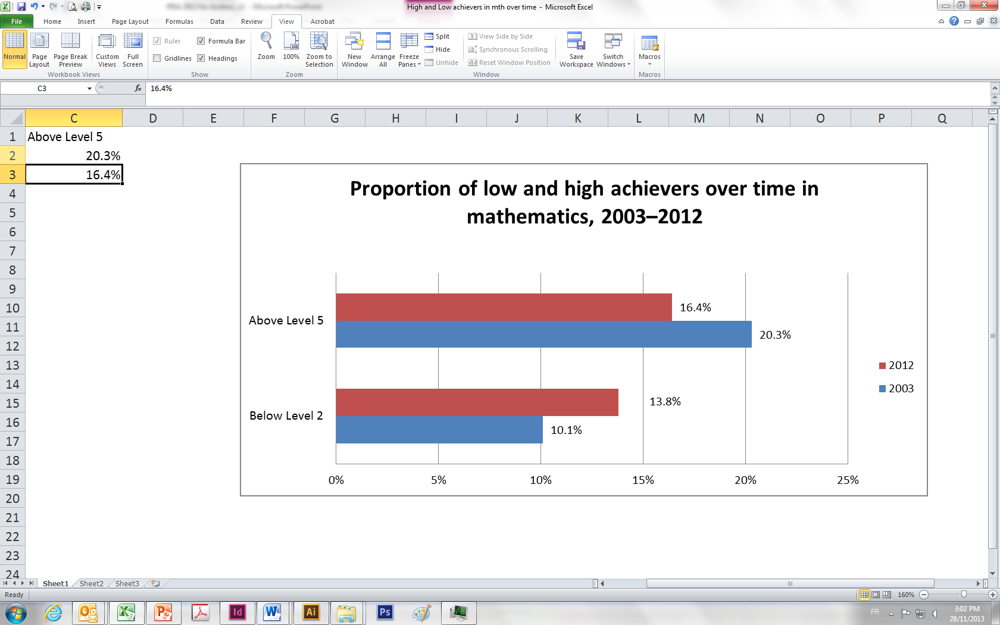 High and Low achievers in mth over time - Microsoft Excel
File Home Insert Page Layout Formulas Data Review View Acrobat
Normal
Page Layout
Page Break Preview
Custom Views
Full Screen
Workbook Views
Ruler
Formula Bar
Gridlines
Headings
Show
Zoom
100%
Zoom to Selection
Zoom
New Window
Arrange All
Freeze Panes
Split
Hide
Unhide
View Side by Side
Synchronous Scrolling
Reset Window Position
Window
Save Workspace
Switch Windows
Macros
Macros
C3
fx
16.4%
C D E F G H I J K L M N O P Q
1 Above Level 5
2 20.3%
3 16.4%
4
5
6
7
8
9
10
11
12
13
14
15
16
17
18
19
20
21
22
23
24
Proportion of low and high achievers over time in
mathematics, 2003–2012
Above Level 5
16.4%
20.3%
Below Level 2
13.8%
10.1%
2012
2003
0% 5% 10% 15% 20% 25%
Sheet1 Sheet2 Sheet3
Ready
160%
Id
Ai
Ps
FR
3:02 PM
28/11/2013